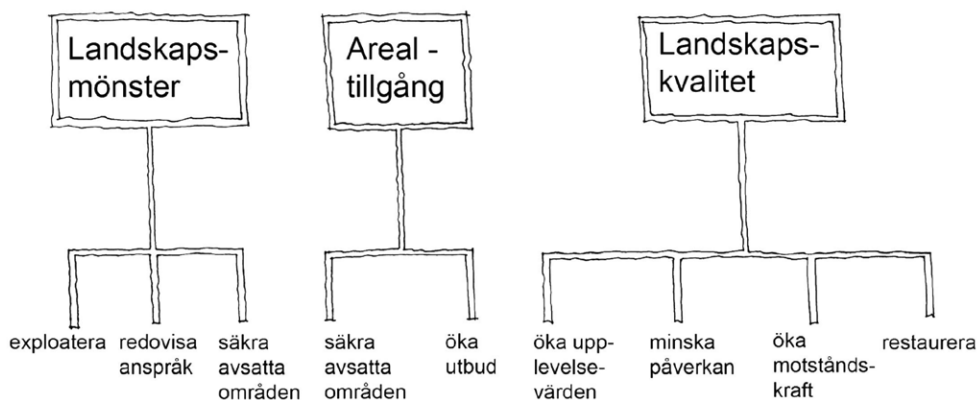 Landskaps-
mönster
Areal -
tillgång
Landskaps-
kvalitet
exploatera
redovisa
anspråk
säkra
avsatta
områden
säkra
avsatta
områden
öka
utbud
öka upp-
levelse-
värden
minska
påverkan
öka
motstånds-
kraft
restaurera